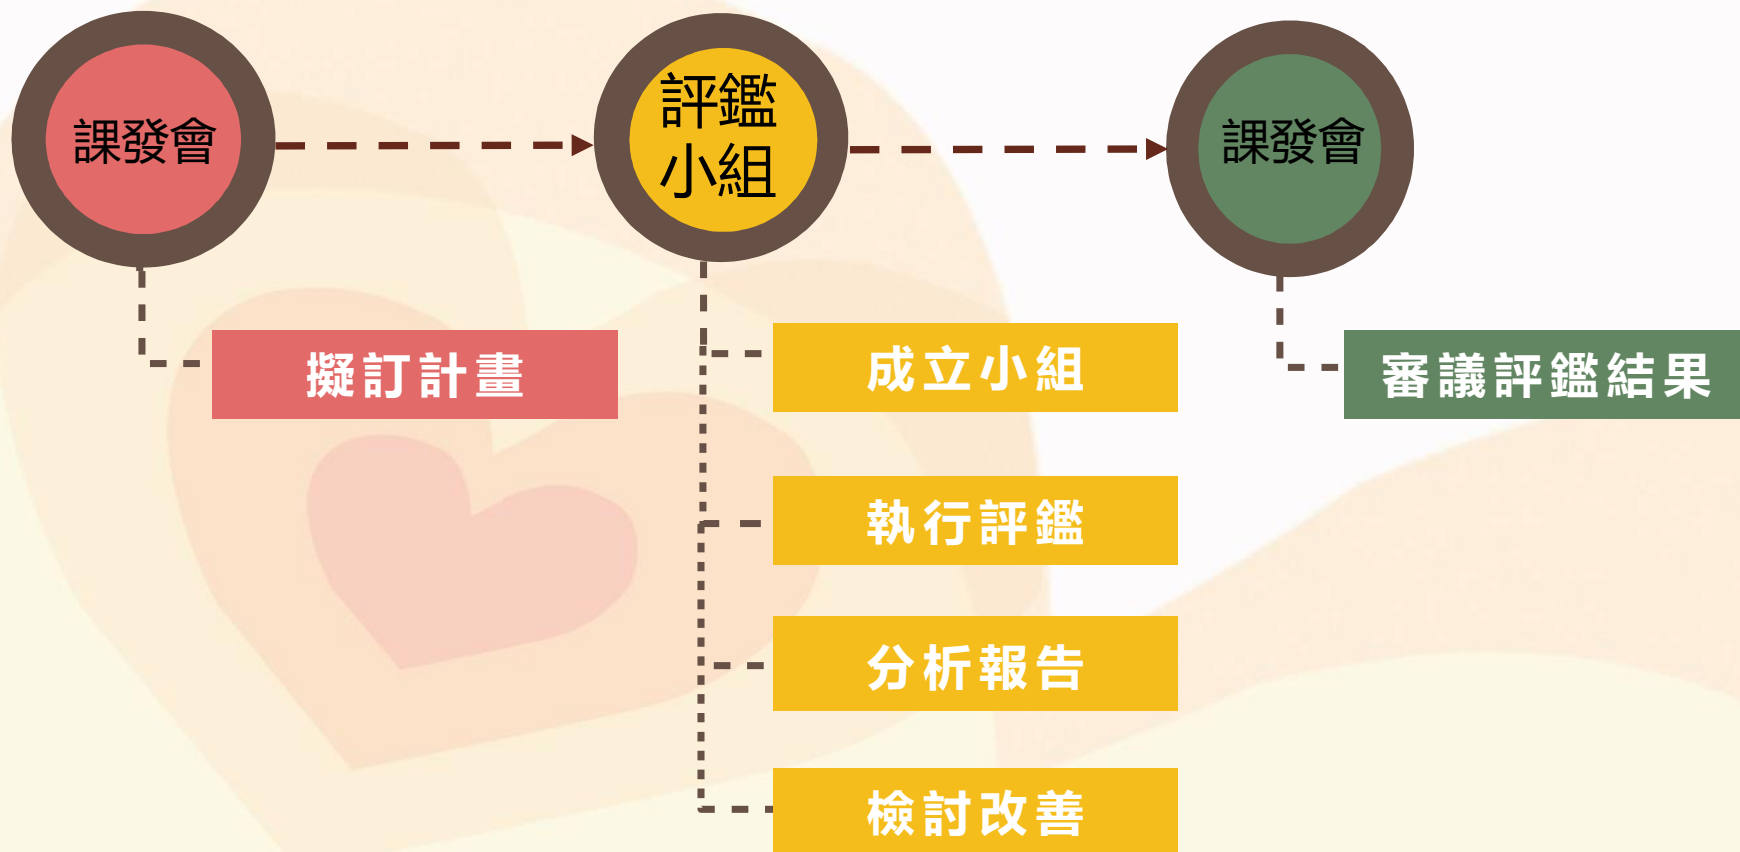 課發會
擬訂計畫
評鑑
小組
成立小組
執行評鑑
分析報告
檢討改善
課發會
審議評鑑結果